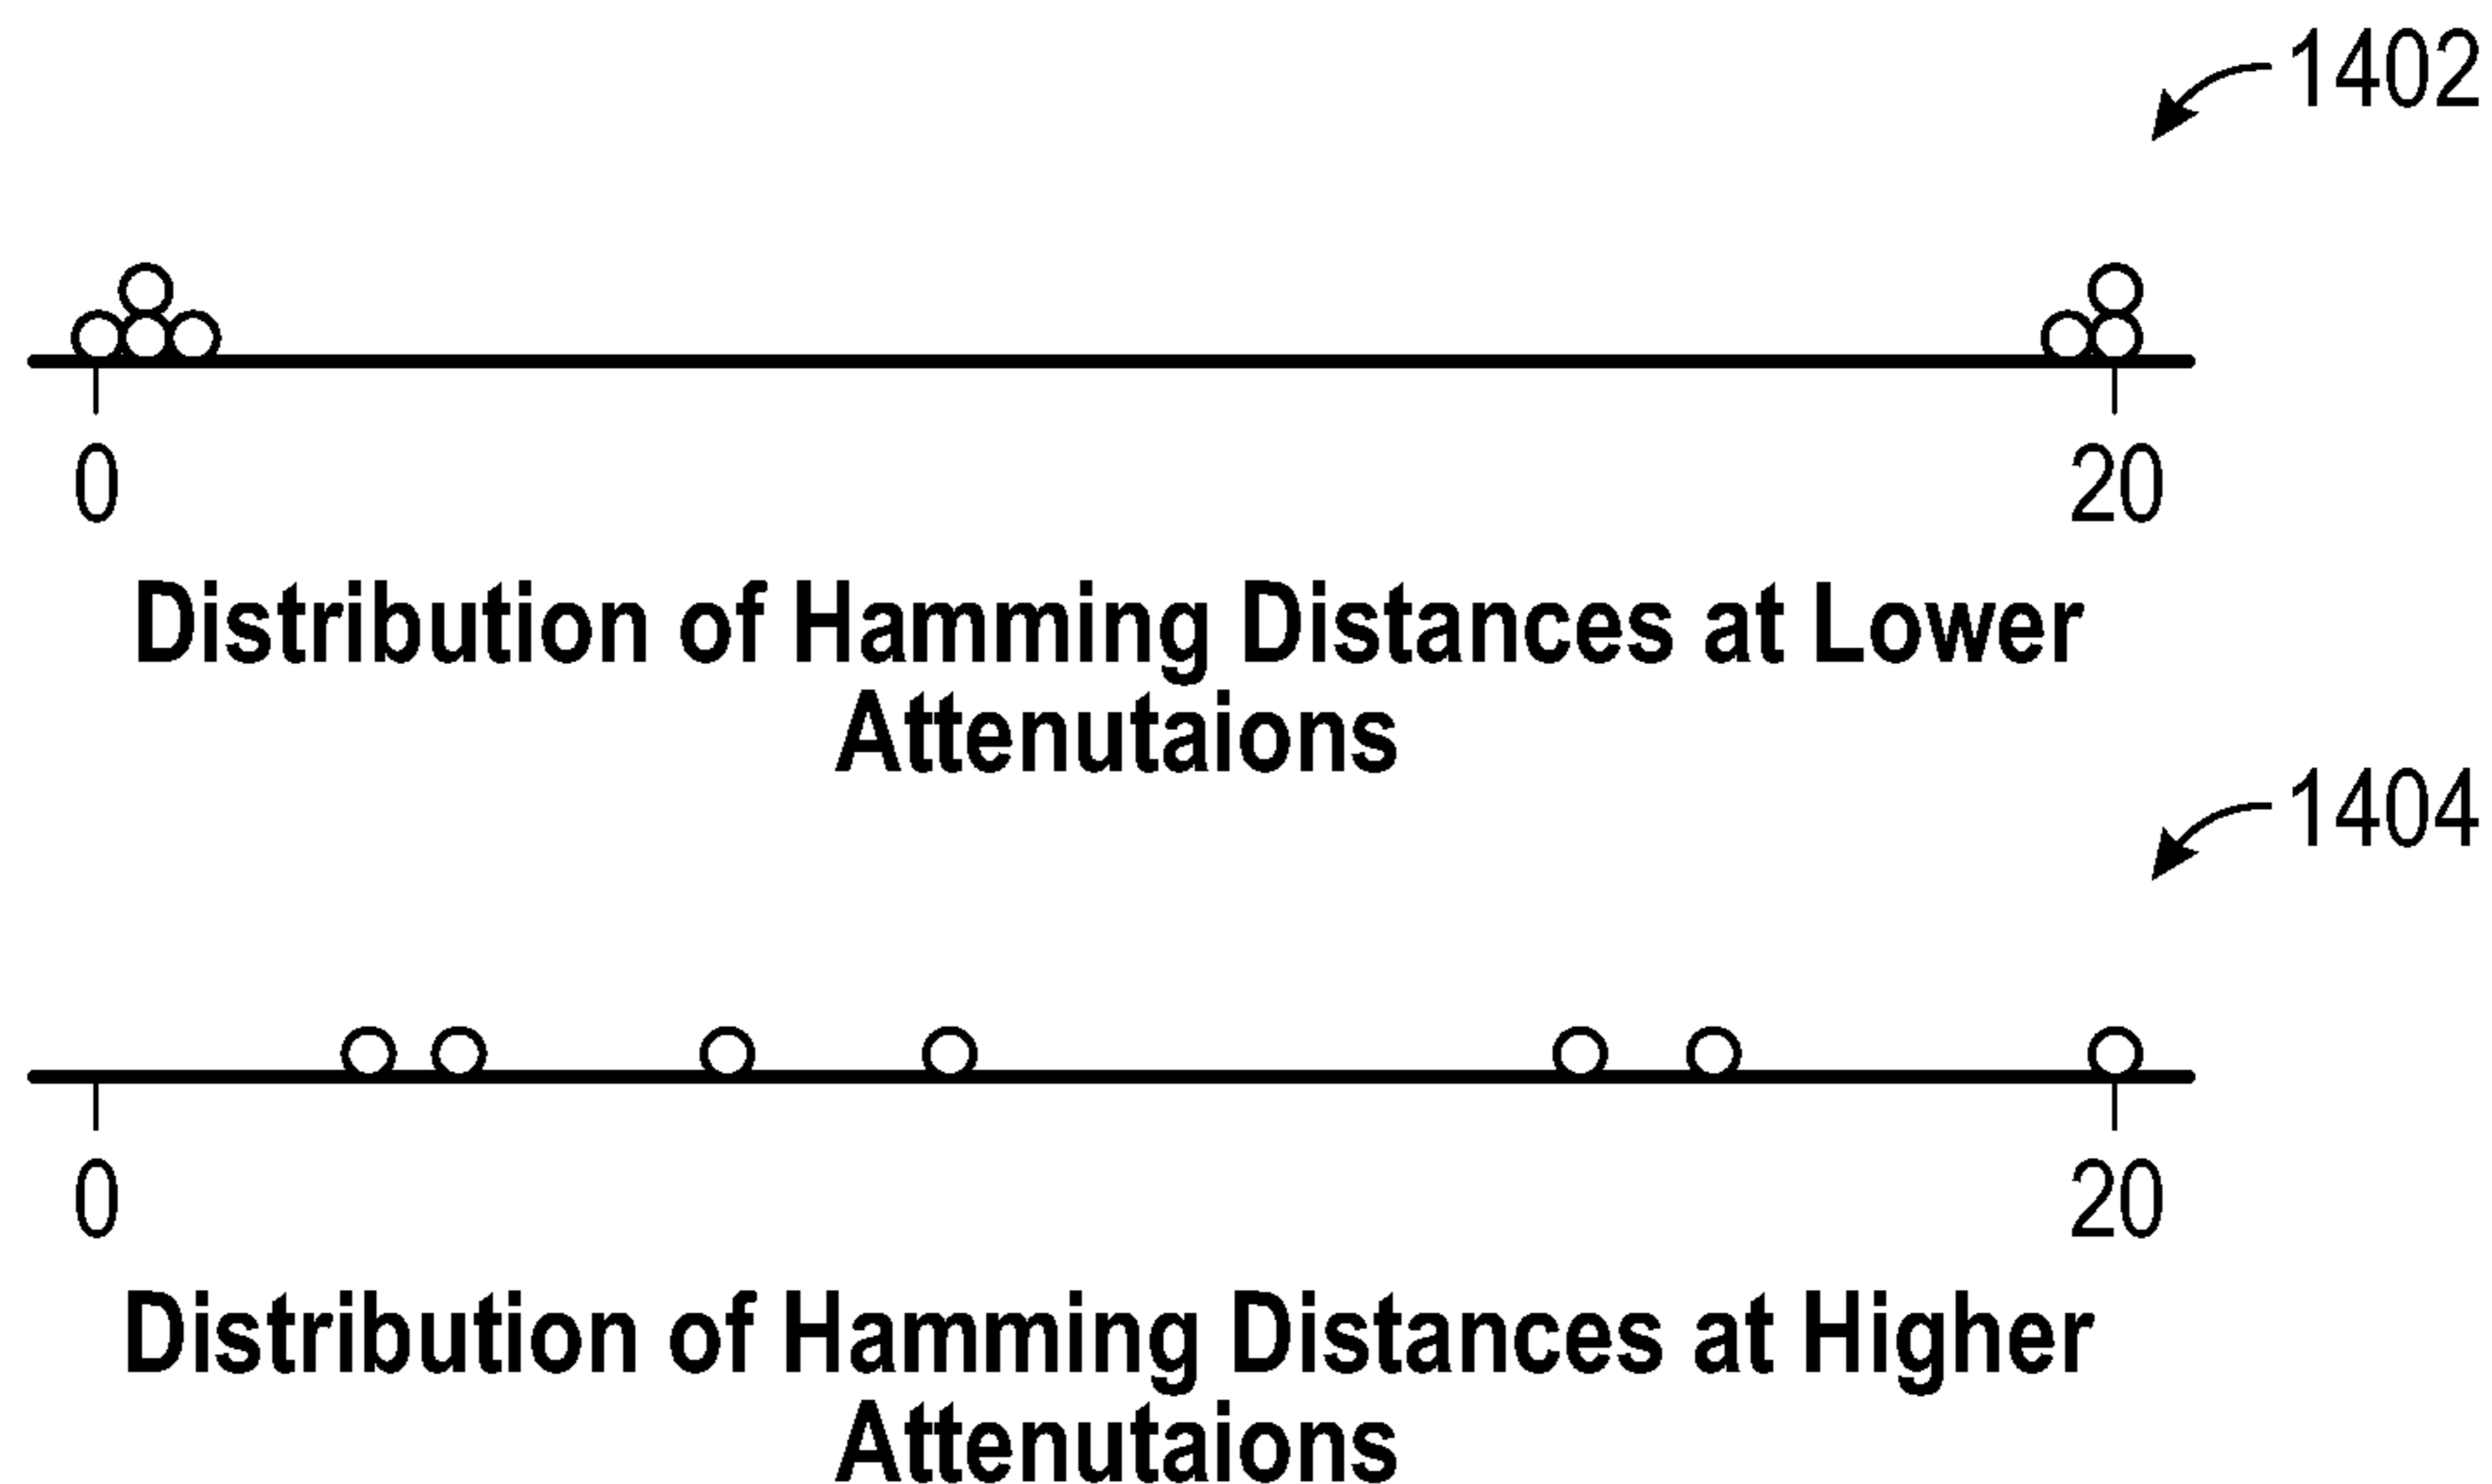 1402
0 20
Distribution of Hamming Distances at Lower
Attenutaions
1404
0 20
Distribution of Hamming Distances at Higher
Attenutaions